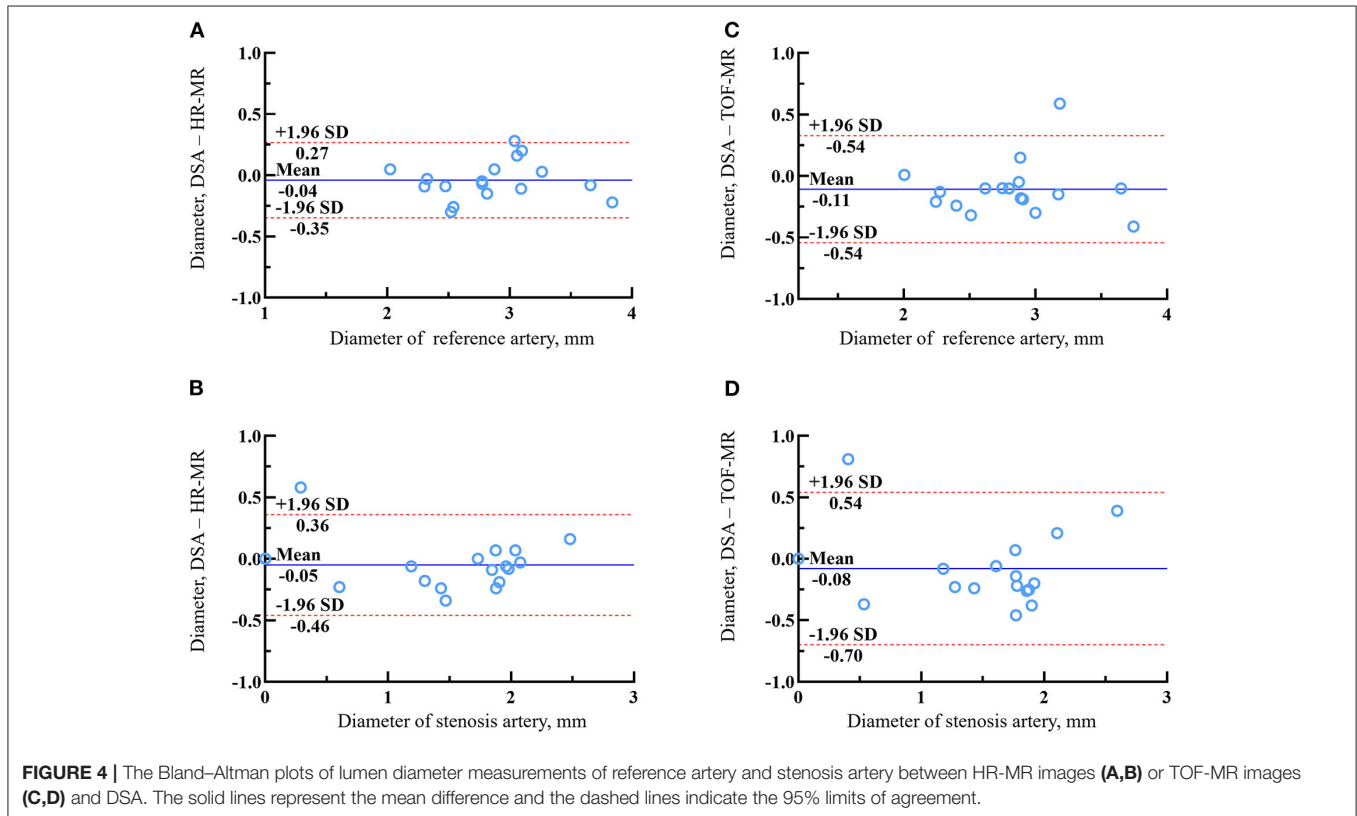 A
Diameter, DSA – HR-MR
1.0
0.5
0.0
-0.5
-1.0
+1.96 SD
0.27
Mean
-0.04
-1.96 SD
-0.35
1 2 3 4
Diameter of reference artery, mm
C
Diameter, DSA – TOF-MR
1.0
0.5
0.0
-0.5
-1.0
+1.96 SD
-0.54
Mean
-0.11
-1.96 SD
-0.54
2 3 4
Diameter of reference artery, mm
B
Diameter, DSA – HR-MR
1.0
0.5
0.0
-0.5
-1.0
+1.96 SD
0.36
Mean
-0.05
-1.96 SD
-0.46
0 1 2 3
Diameter of stenosis artery, mm
D
Diameter, DSA – TOF-MR
1.0
0.5
0.0
-0.5
-1.0
+1.96 SD
0.54
Mean
-0.08
-1.96 SD
-0.70
0 1 2 3
Diameter of stenosis artery, mm
FIGURE 4 | The Bland–Altman plots of lumen diameter measurements of reference artery and stenosis artery between HR-MR images (A,B) or TOF-MR images
(C,D) and DSA. The solid lines represent the mean difference and the dashed lines indicate the 95% limits of agreement.